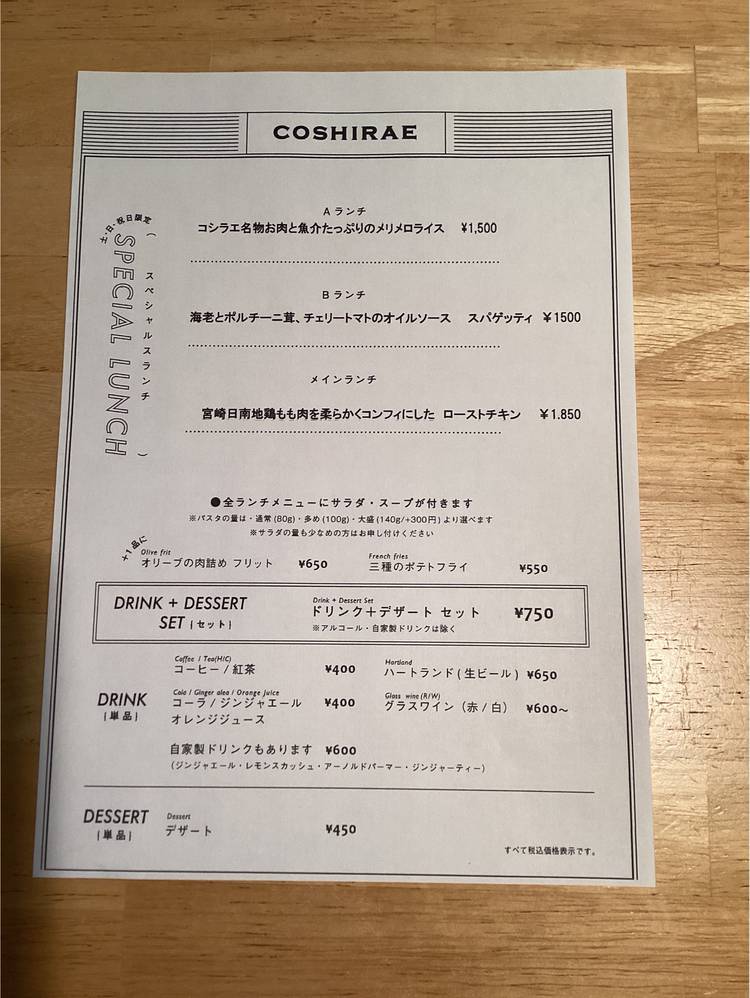 COSHIRAE
土・日・祝日限定
SPECIAL LUNCH
(スペシャルランチ)
Aランチ
コシラエ名物お肉と魚介たっぷりのメリメロライス ¥1,500
Bランチ
海老とポルチーニ茸、チェリートマトのオイルソース スパゲッティ ¥1500
メインランチ
宮崎日南地鶏もも肉を柔らかくコンフィにした ローストチキン ¥1.850
●全ランチメニューにサラダ・スープが付きます
※パスタの量は・通常(80g)・多め(100g)・大盛(140g/+300円)より選べます
※サラダの量も少なめの方はお申し付けください
+1品に
Olive frit
オリーブの肉詰め フリット ¥650
French fries
三種のポテトフライ ¥550
DRINK + DESSERT
SET (セット)
Drink + Dessert Set
ドリンク+デザート セット ¥750
※アルコール・自家製ドリンクは除く
DRINK
(単品)
Coffee / Tea(H/C)
コーヒー/紅茶 ¥400
Hartland
ハートランド(生ビール) ¥650
Cola / Ginger alea / Orange Juice
コーラ/ジンジャエール ¥400
オレンジジュース
Glass wine(R/W)
グラスワイン(赤/白) ¥600〜
自家製ドリンクもあります ¥600
(ジンジャエール・レモンスカッシュ・アーノルドパーマー・ジンジャーティー)
DESSERT
(単品)
Dessert
デザート ¥450
すべて税込価格表示です。